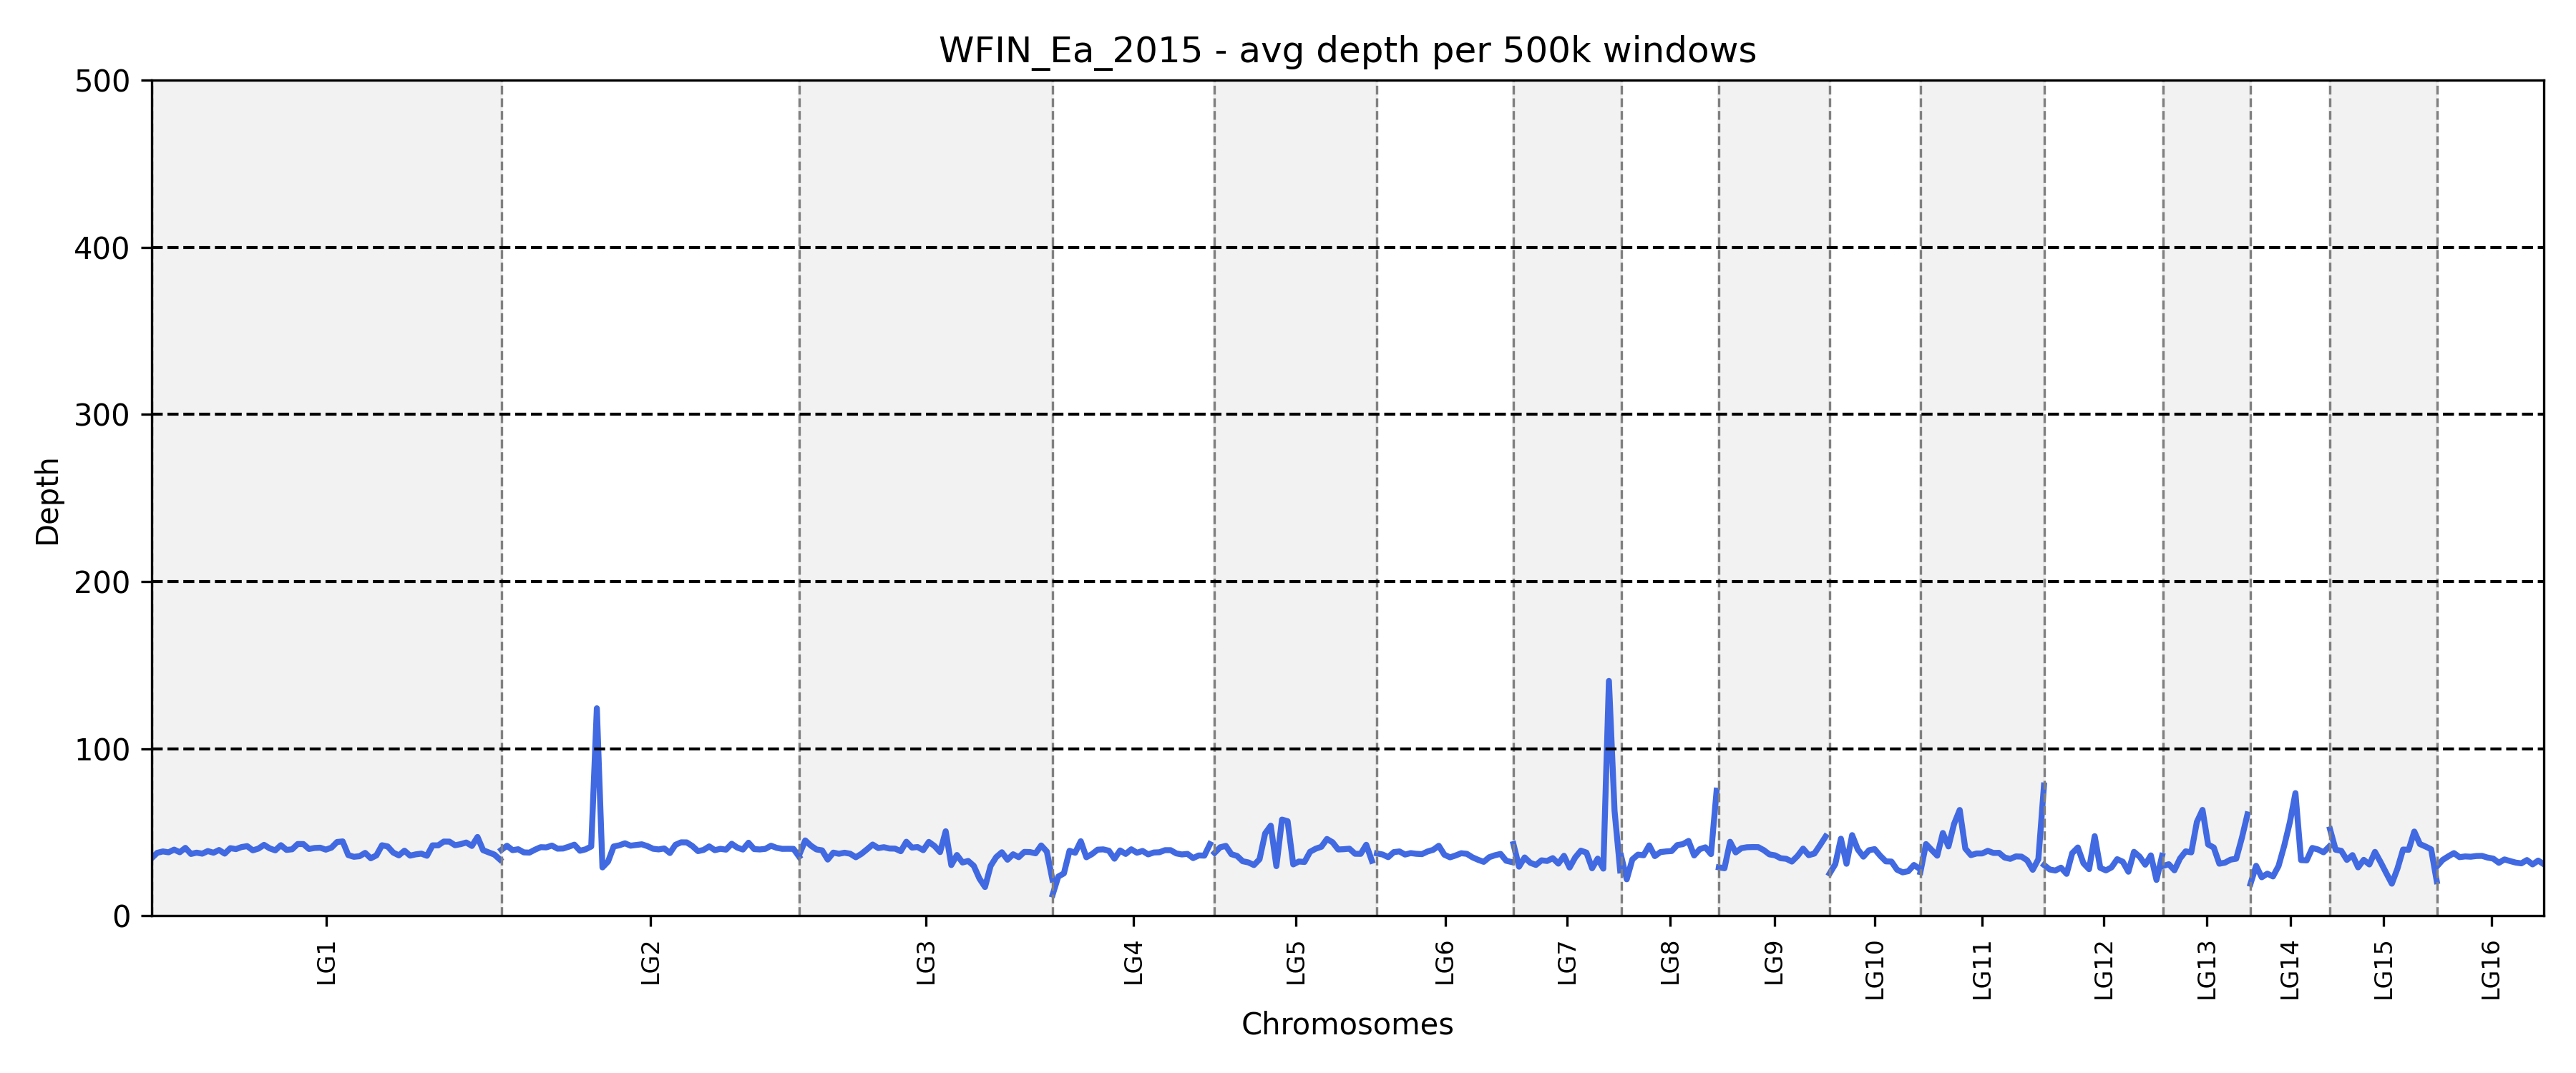 WFIN_Ea_2015 - avg depth per 500k windows
500
400
300
200
100
0
Depth
LG1
LG2
LG3
LG4
LG5
LG6
LG7
LG8
LG9
LG10
LG11
LG12
LG13
LG14
LG15
LG16
Chromosomes